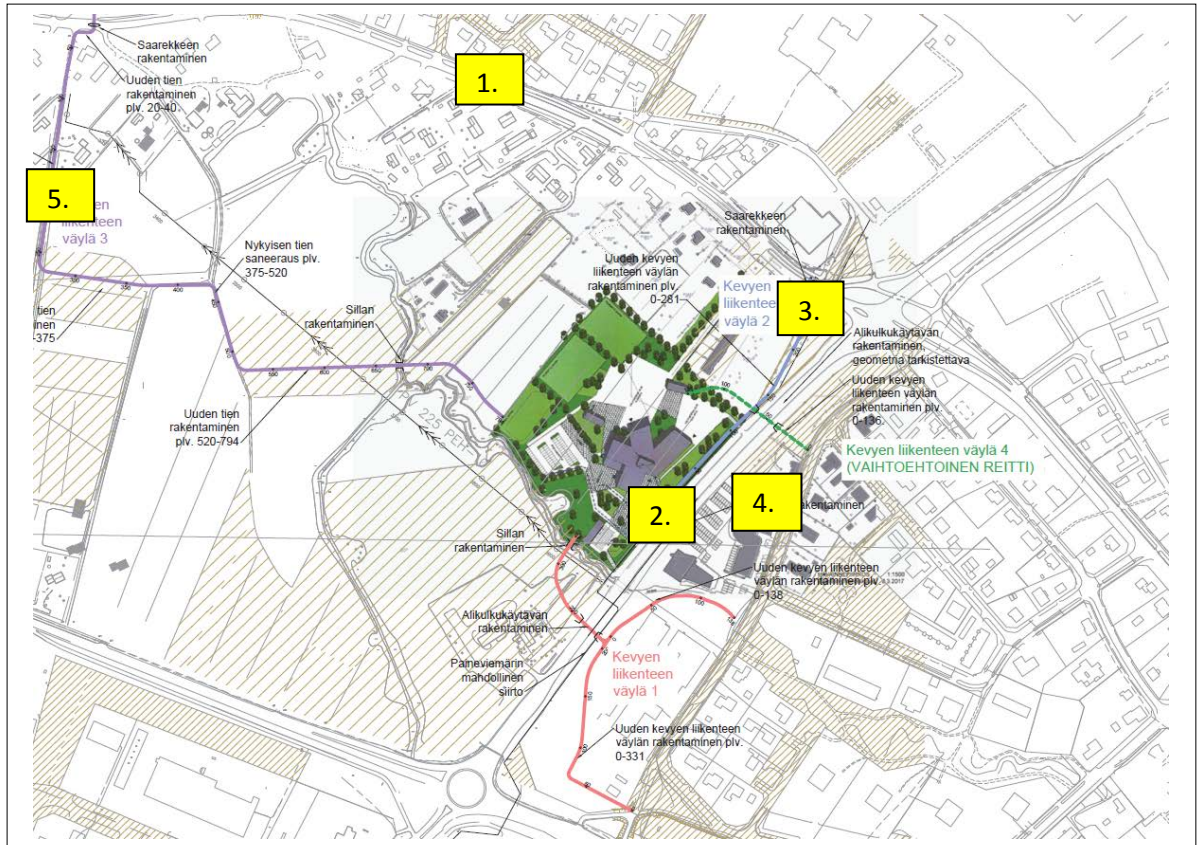 Saarekkeen
rakentaminen
Uuden tien
rakentaminen
plv. 20-40.
1.
5.
liikenteen
väylä 3
Nykyisen tien
saneeraus plv.
375-520
tien
-375
Sillan
rakentaminen
Uuden tien
rakentaminen
plv. 520-794
Saarekkeen
rakentaminen
Uuden kevyen
liikenteen väylän
rakentaminen plv.
0-281
Kevyen
väylä 2
3.
Alikulkukäytävän
rakentaminen,
geometria tarkistettava
Uuden kevyen
liikenteen väylän
rakentaminen plv.
0-136.
Kevyen liikenteen väylä 4
(VAIHTOEHTOINEN REITTI)
2.
4.
Sillan
rakentaminen
Uuden kevyen liikenteen
väylän rakentaminen plv.
0-138
Alikulkukäytävän
rakentaminen
Paineviemärin
mahdollinen
siirto
Kevyen
liikenteen
väylä 1
Uuden kevyen liikenteen
väylän rakentaminen plv.
0-331